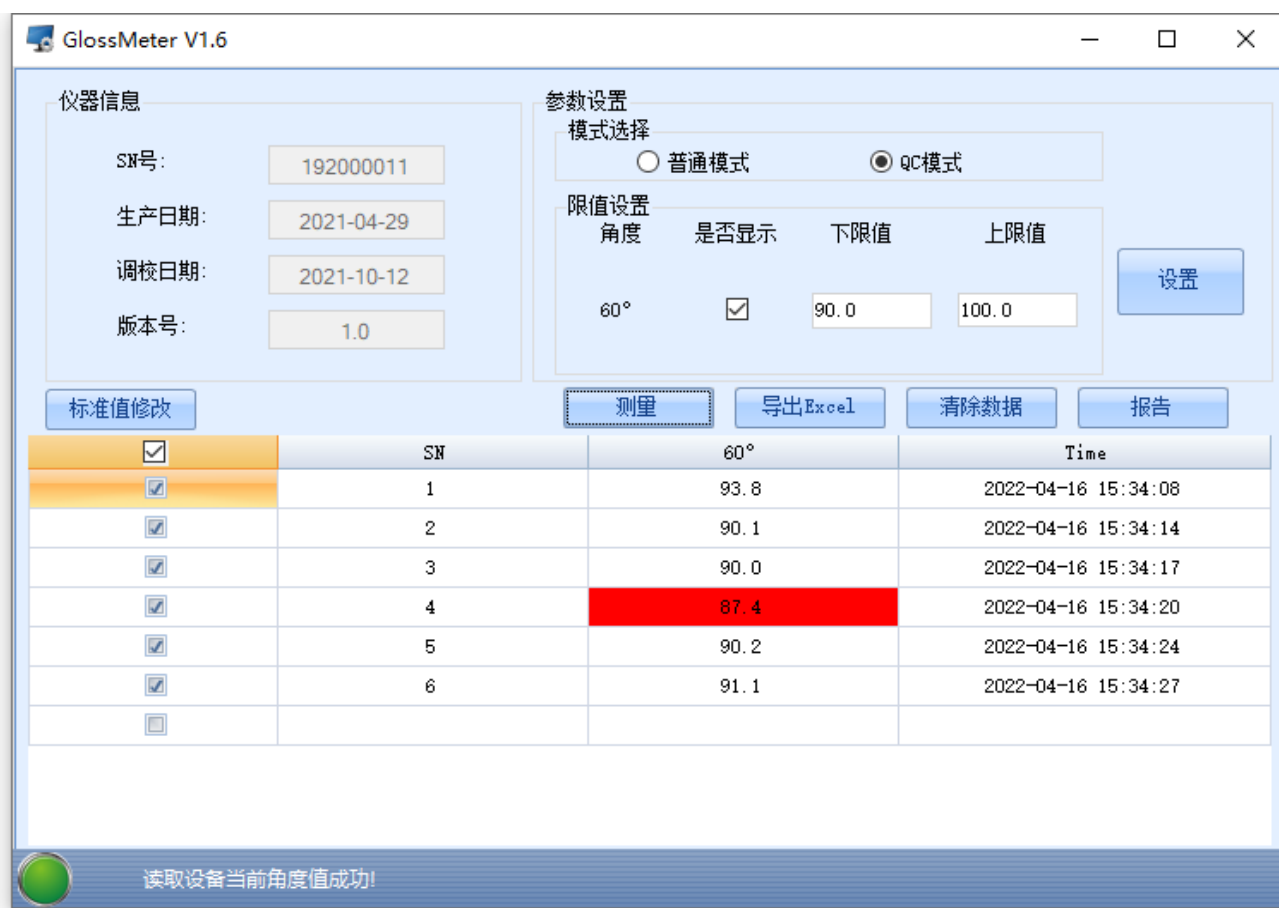 GlossMeter V1.6
仪器信息
SN号: 192000011
生产日期: 2021-04-29
调校日期: 2021-10-12
版本号: 1.0
参数设置
模式选择
普通模式 QC模式
限值设置
角度 是否显示 下限值 上限值
60° 90.0 100.0
设置
标准值修改 测量 导出Excel 清除数据 报告
SN 60° Time
1 93.8 2022-04-16 15:34:08
2 90.1 2022-04-16 15:34:14
3 90.0 2022-04-16 15:34:17
4 87.4 2022-04-16 15:34:20
5 90.2 2022-04-16 15:34:24
6 91.1 2022-04-16 15:34:27
读取设备当前角度值成功!